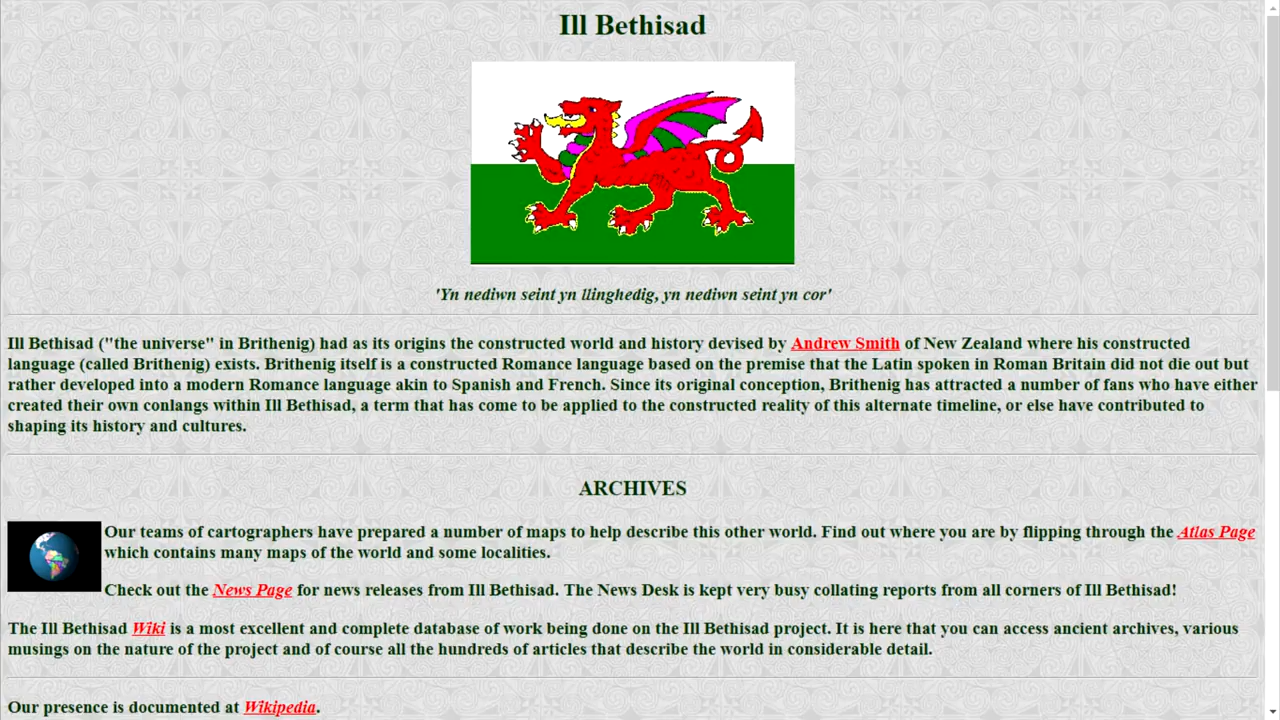 Ill Bethisad
'Yn nediwn seint yn llinghedig, yn nediwn seint yn cor'
Ill Bethisad ("the universe" in Brithenig) had as its origins the constructed world and history devised by Andrew Smith of New Zealand where his constructed
language (called Brithenig) exists. Brithenig itself is a constructed Romance language based on the premise that the Latin spoken in Roman Britain did not die out but
rather developed into a modern Romance language akin to Spanish and French. Since its original conception, Brithenig has attracted a number of fans who have either
created their own conlangs within Ill Bethisad, a term that has come to be applied to the constructed reality of this alternate timeline, or else have contributed to
shaping its history and cultures.
ARCHIVES
Our teams of cartographers have prepared a number of maps to help describe this other world. Find out where you are by flipping through the Atlas Page
which contains many maps of the world and some localities.
Check out the News Page for news releases from Ill Bethisad. The News Desk is kept very busy collating reports from all corners of Ill Bethisad!
The Ill Bethisad Wiki is a most excellent and complete database of work being done on the Ill Bethisad project. It is here that you can access ancient archives, various
musings on the nature of the project and of course all the hundreds of articles that describe the world in considerable detail.
Our presence is documented at Wikipedia.